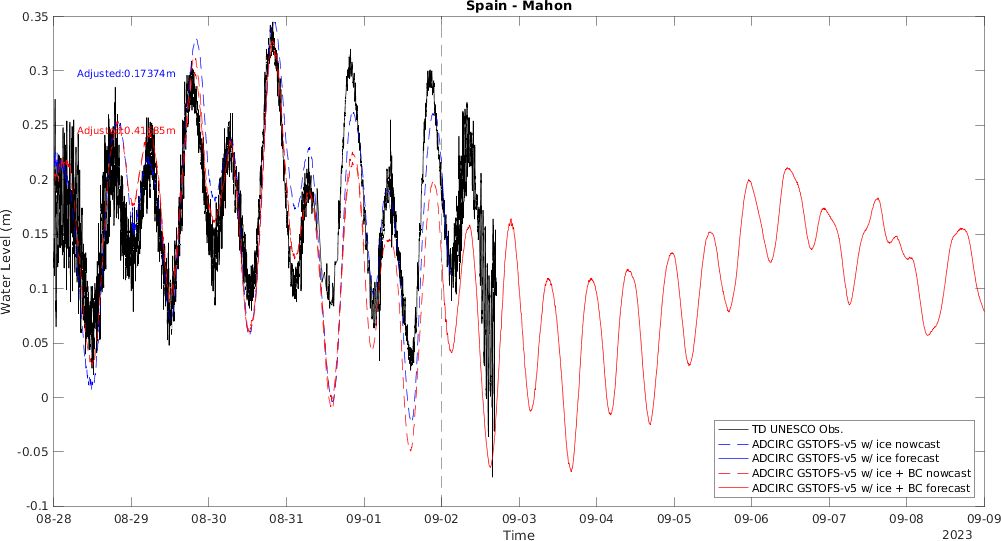 Spain - Mahon
0.35
0.3
0.25
0.2
0.15
0.1
0.05
0
-0.05
-0.1
Water Level (m)
Adjusted:0.17374m
08-28
08-29
08-30
08-31
09-01
09-02
09-03
09-04
09-05
09-06
09-07
09-08
09-09
Time
2023
TD UNESCO Obs.
ADCIRC GSTOFS-v5 w/ ice nowcast
ADCIRC GSTOFS-v5 w/ ice forecast
ADCIRC GSTOFS-v5 w/ ice + BC nowcast
ADCIRC GSTOFS-v5 w/ ice + BC forecast